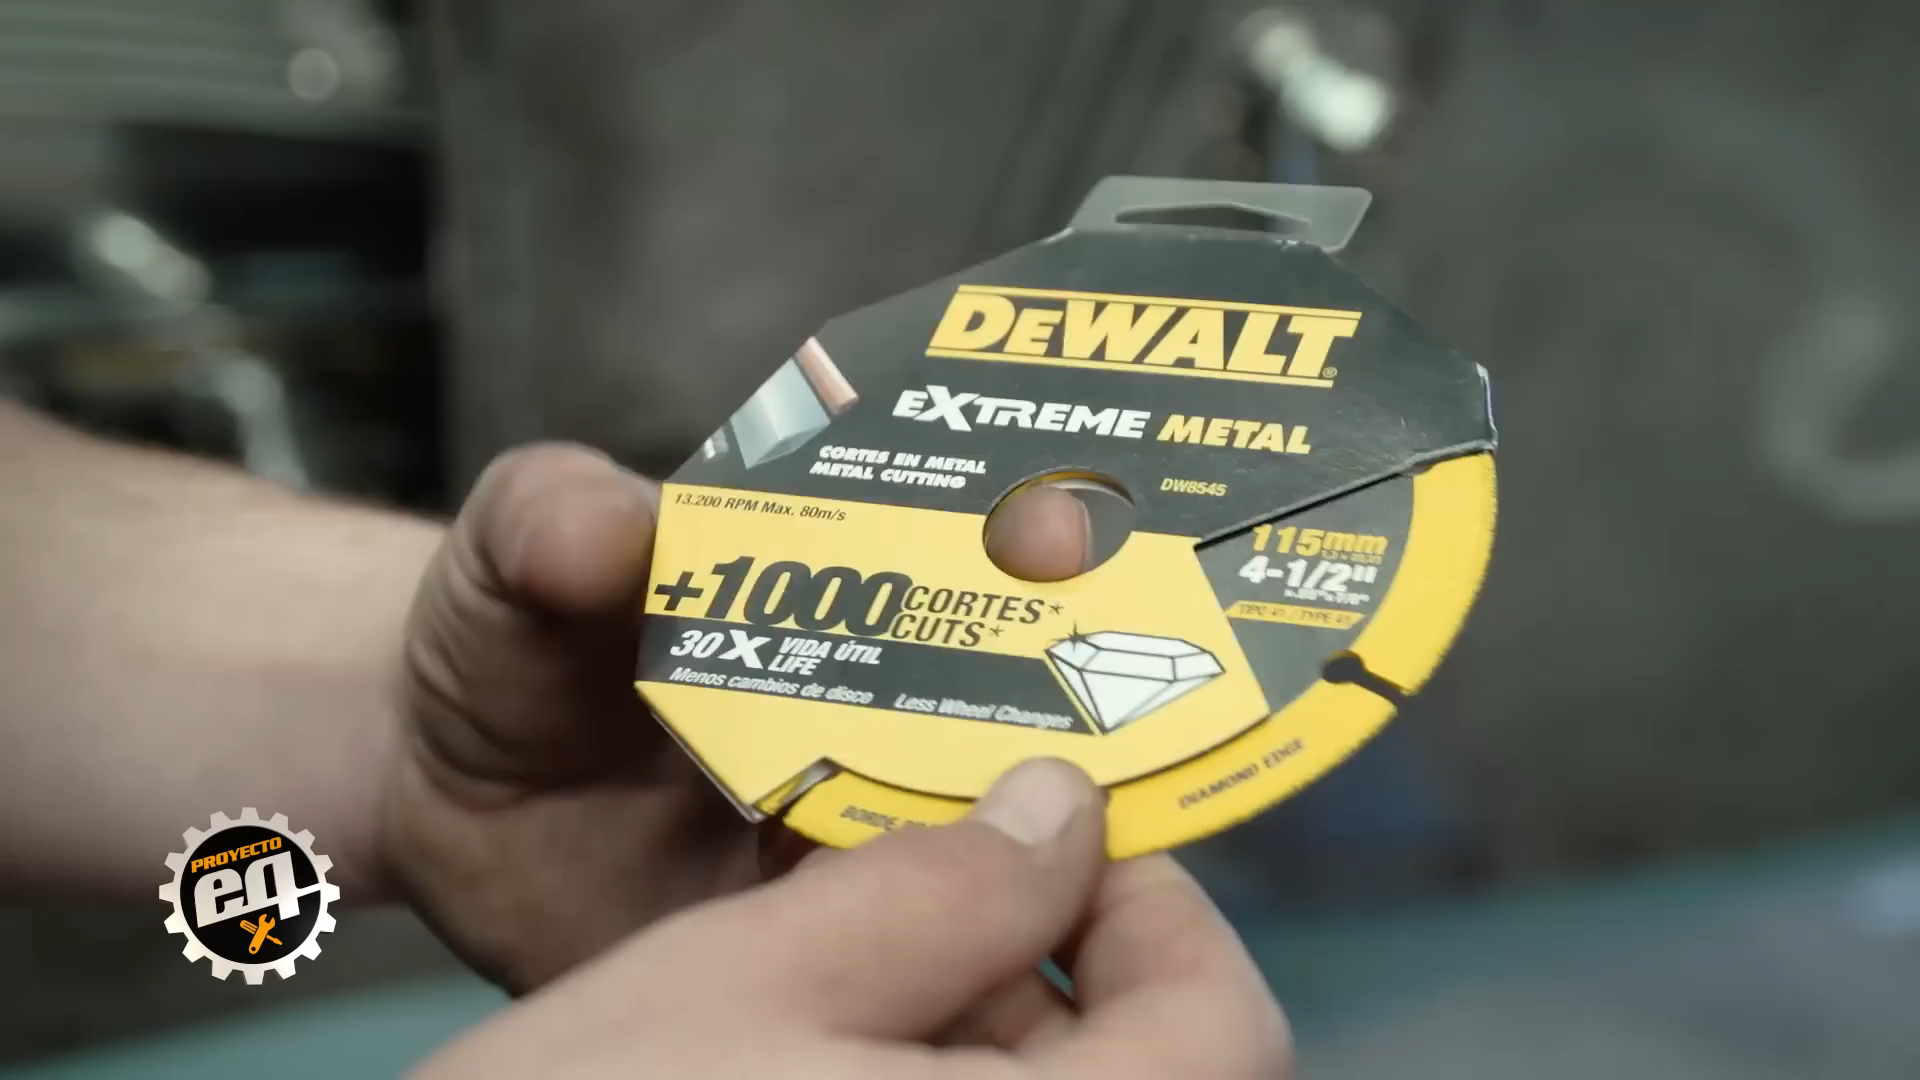 DEWALT®
EXTREME METAL
CORTES EN METAL
METAL CUTTING
DW8545
13.200 RPM Max. 80m/s
115mm
4-1/2"
TIPO 41 / TYPE 41
+1000 CORTES*
CUTS*
30X VIDA ÚTIL
LIFE
Menos cambios de disco Less Wheel Changes
DIAMOND EDGE
BORDE
PROYECTO
eq